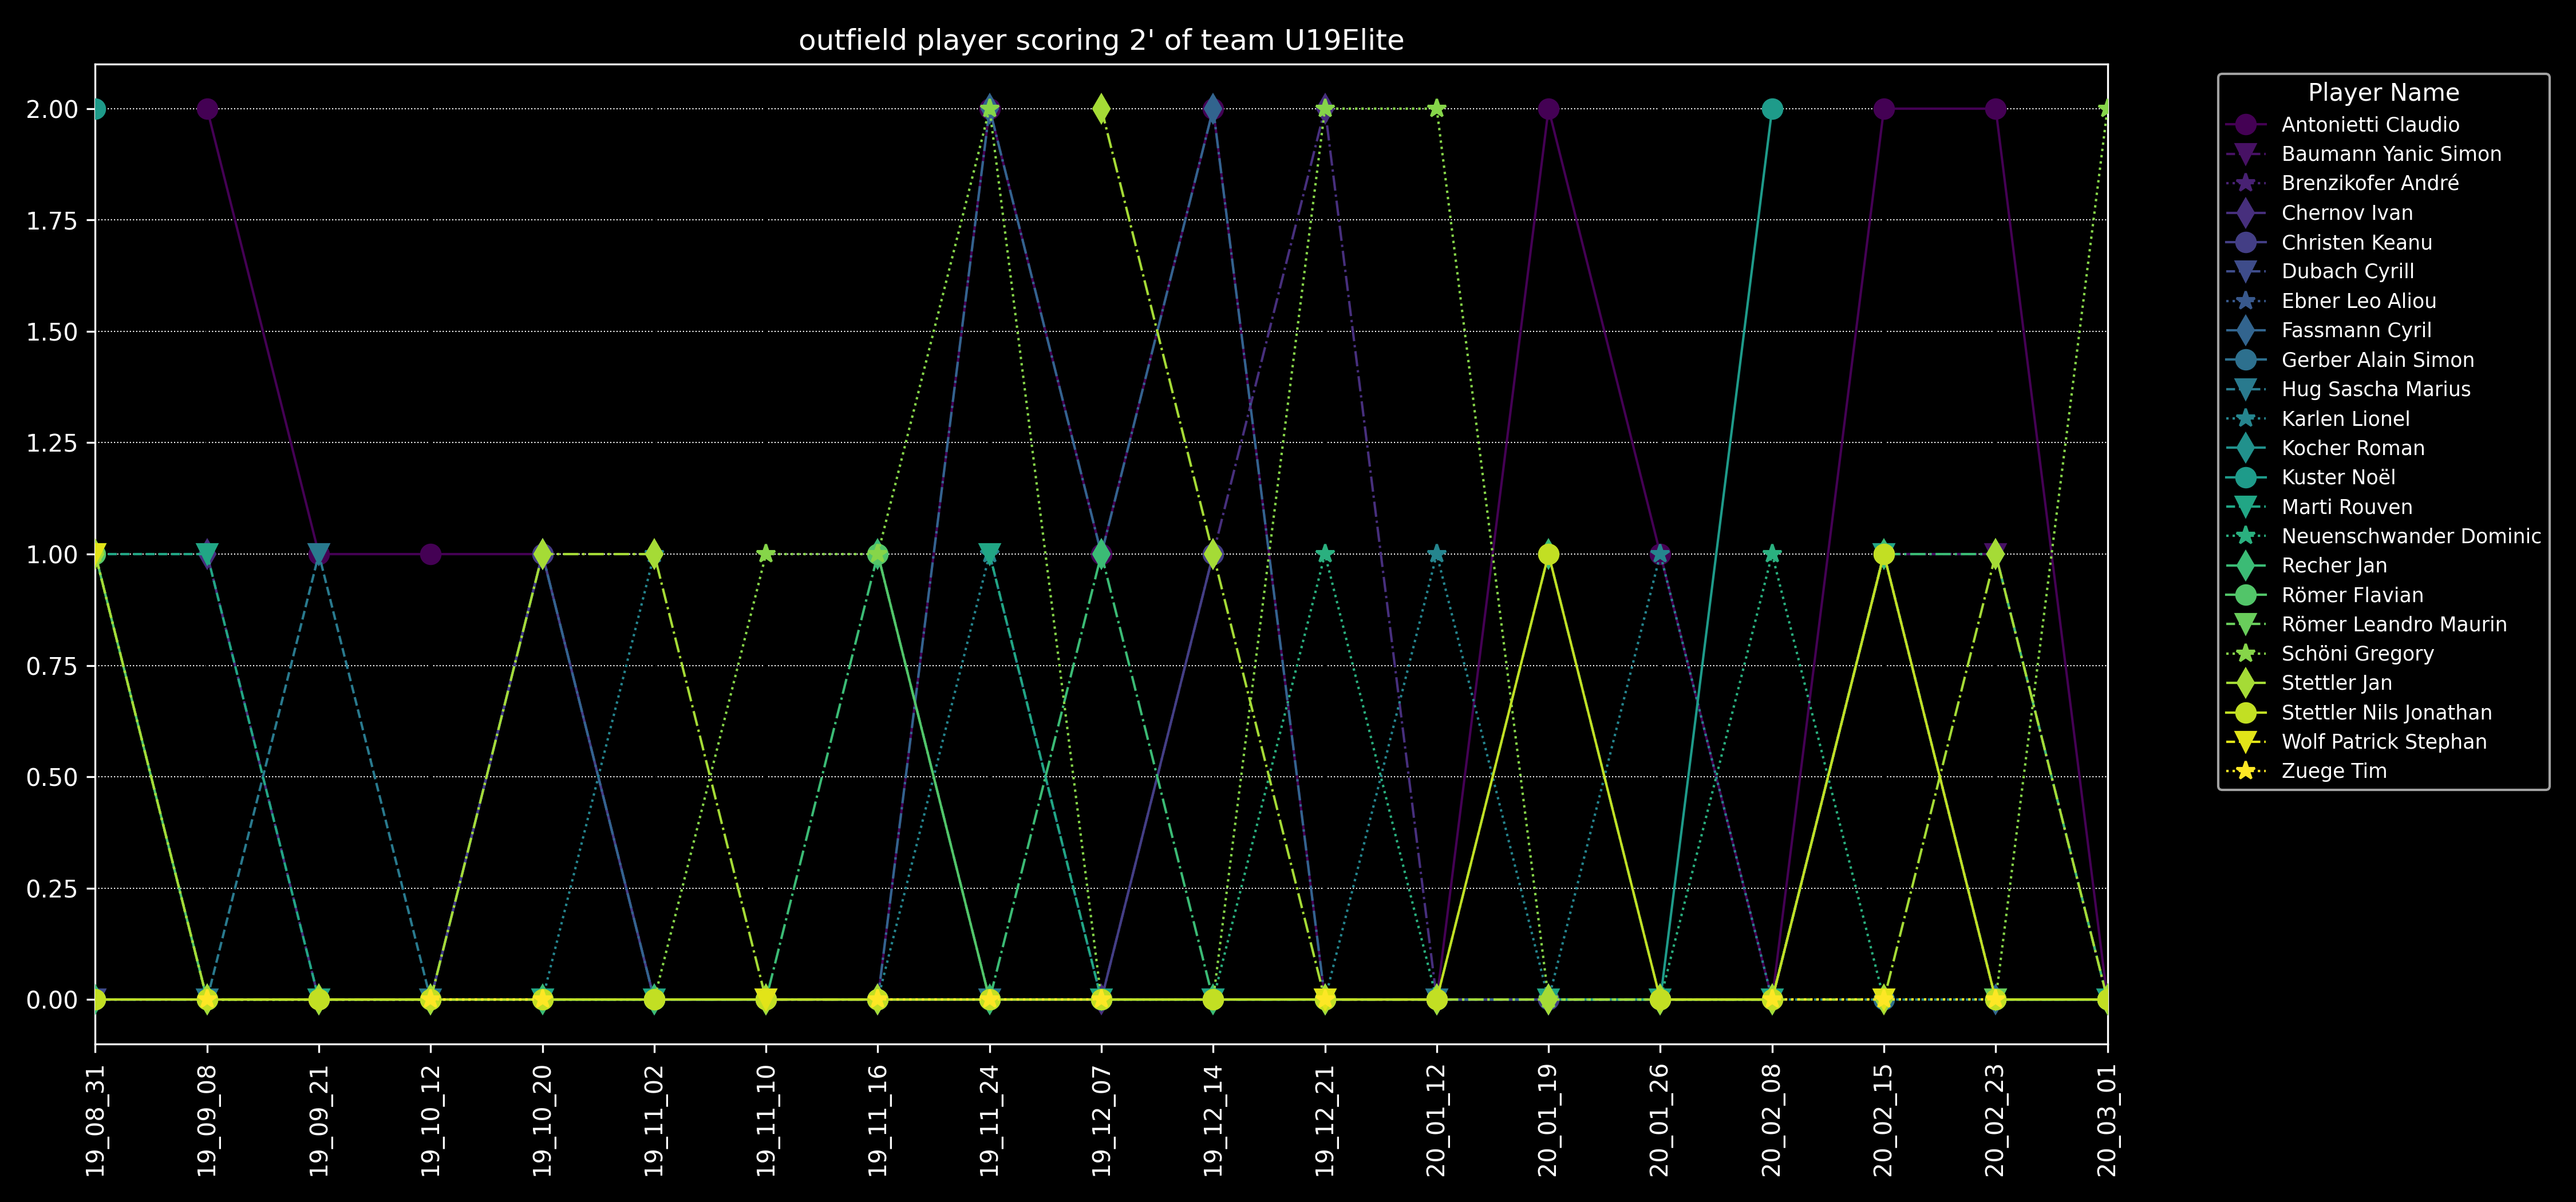 outfield player scoring 2' of team U19Elite
2.00
1.75
1.50
1.25
1.00
0.75
0.50
0.25
0.00
19_08_31
19_09_08
19_09_21
19_10_12
19_10_20
19_11_02
19_11_10
19_11_16
19_11_24
19_12_07
19_12_14
19_12_21
20_01_12
20_01_19
20_01_26
20_02_08
20_02_15
20_02_23
20_03_01
Player Name
Antonietti Claudio
Baumann Yanic Simon
Brenzikofer André
Chernov Ivan
Christen Keanu
Dubach Cyrill
Ebner Leo Aliou
Fassmann Cyril
Gerber Alain Simon
Hug Sascha Marius
Karlen Lionel
Kocher Roman
Kuster Noël
Marti Rouven
Neuenschwander Dominic
Recher Jan
Römer Flavian
Römer Leandro Maurin
Schöni Gregory
Stettler Jan
Stettler Nils Jonathan
Wolf Patrick Stephan
Zuege Tim